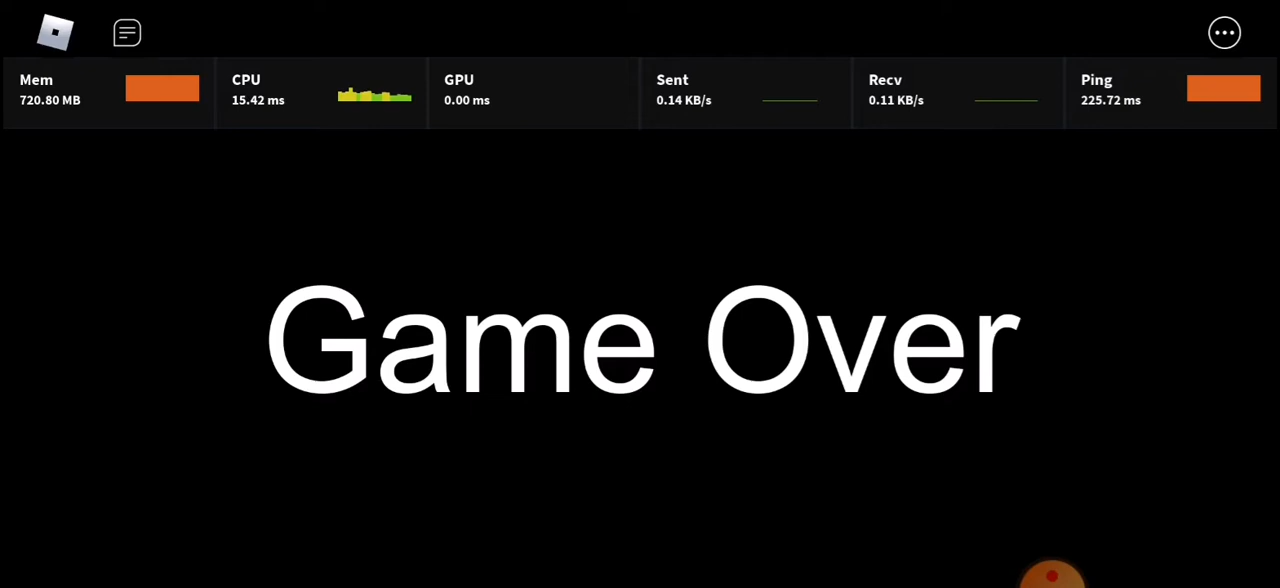 Mem CPU GPU Sent Recv Ping
720.80 MB 15.42 ms 0.00 ms 0.14 KB/s 0.11 KB/s 225.72 ms
Game Over